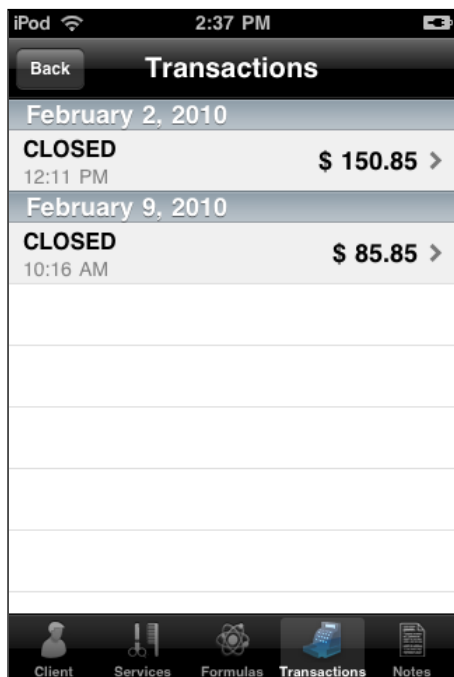 iPod 2:37 PM
Back Transactions
February 2, 2010
CLOSED
12:11 PM
$ 150.85
February 9, 2010
CLOSED
10:16 AM
$ 85.85
Client Services Formulas Transactions Notes